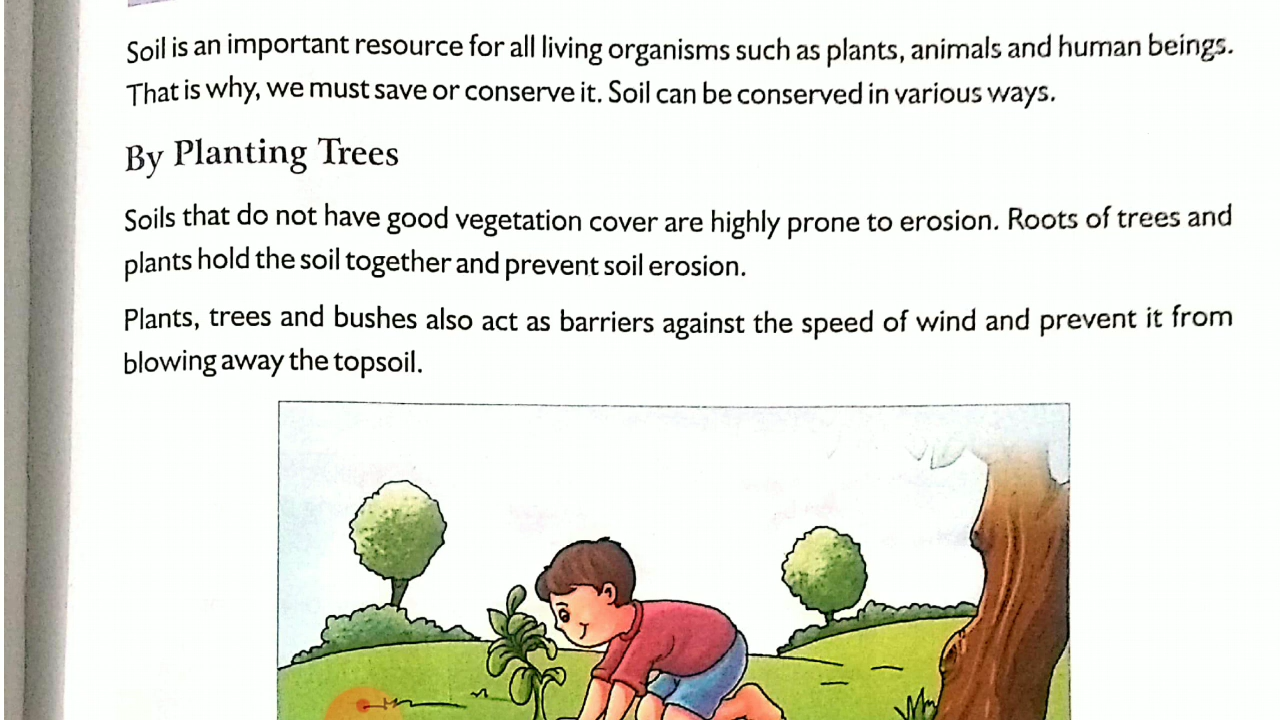 Soil is an important resource for all living organisms such as plants, animals and human beings.
That is why, we must save or conserve it. Soil can be conserved in various ways.
By Planting Trees
Soils that do not have good vegetation cover are highly prone to erosion. Roots of trees and
plants hold the soil together and prevent soil erosion.
Plants, trees and bushes also act as barriers against the speed of wind and prevent it from
blowing away the topsoil.